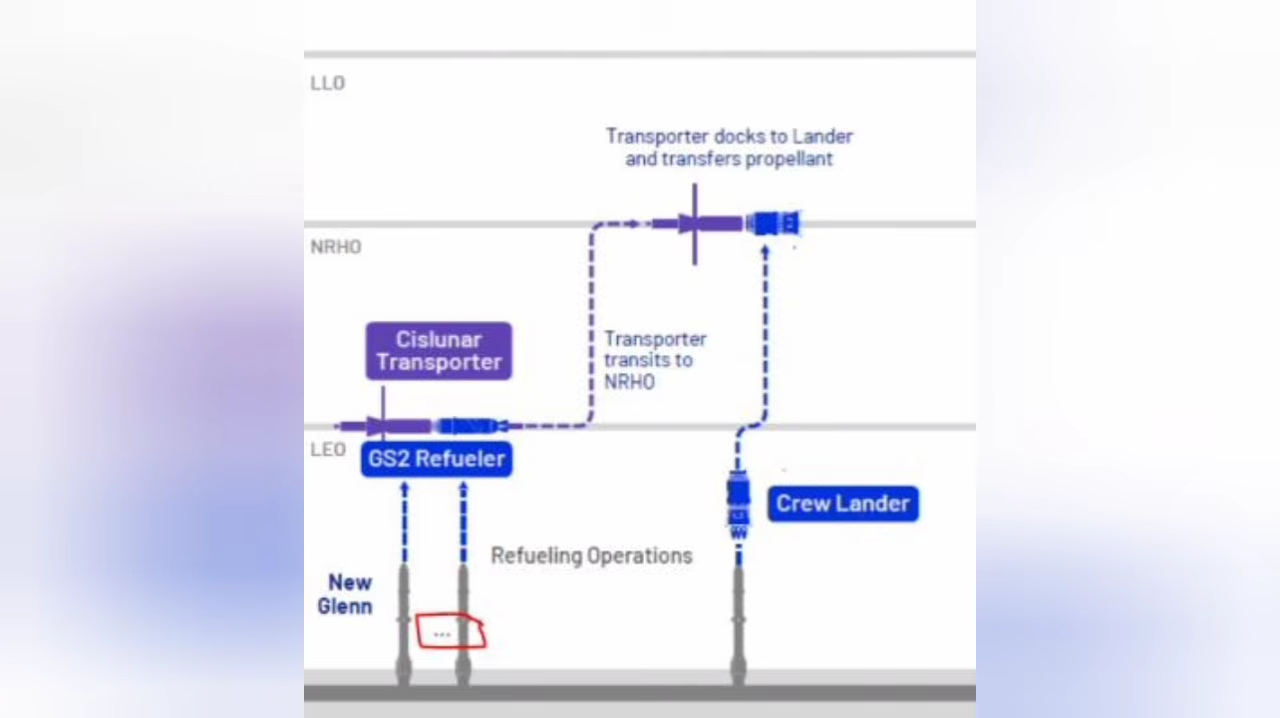 LLO
Transporter docks to Lander
and transfers propellant
NRHO
Cislunar
Transporter
Transporter
transits to
NRHO
LEO
GS2 Refueler
Crew Lander
Refueling Operations
New
Glenn
...